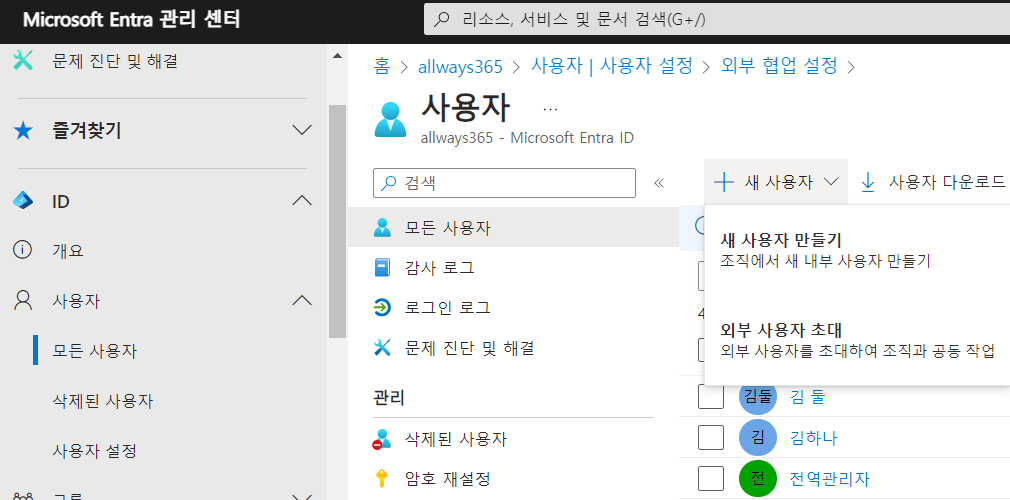 Microsoft Entra 관리 센터
리소스, 서비스 및 문서 검색(G+/)
문제 진단 및 해결
즐겨찾기
ID
개요
사용자
모든 사용자
삭제된 사용자
사용자 설정
홈 > allways365 > 사용자 | 사용자 설정 > 외부 협업 설정 >
사용자 ...
allways365 - Microsoft Entra ID
검색
모든 사용자
감사 로그
로그인 로그
문제 진단 및 해결
관리
삭제된 사용자
암호 재설정
새 사용자
사용자 다운로드
새 사용자 만들기
조직에서 새 내부 사용자 만들기
외부 사용자 초대
외부 사용자를 초대하여 조직과 공동 작업
김둘 김 둘
김 김하나
전 전역관리자